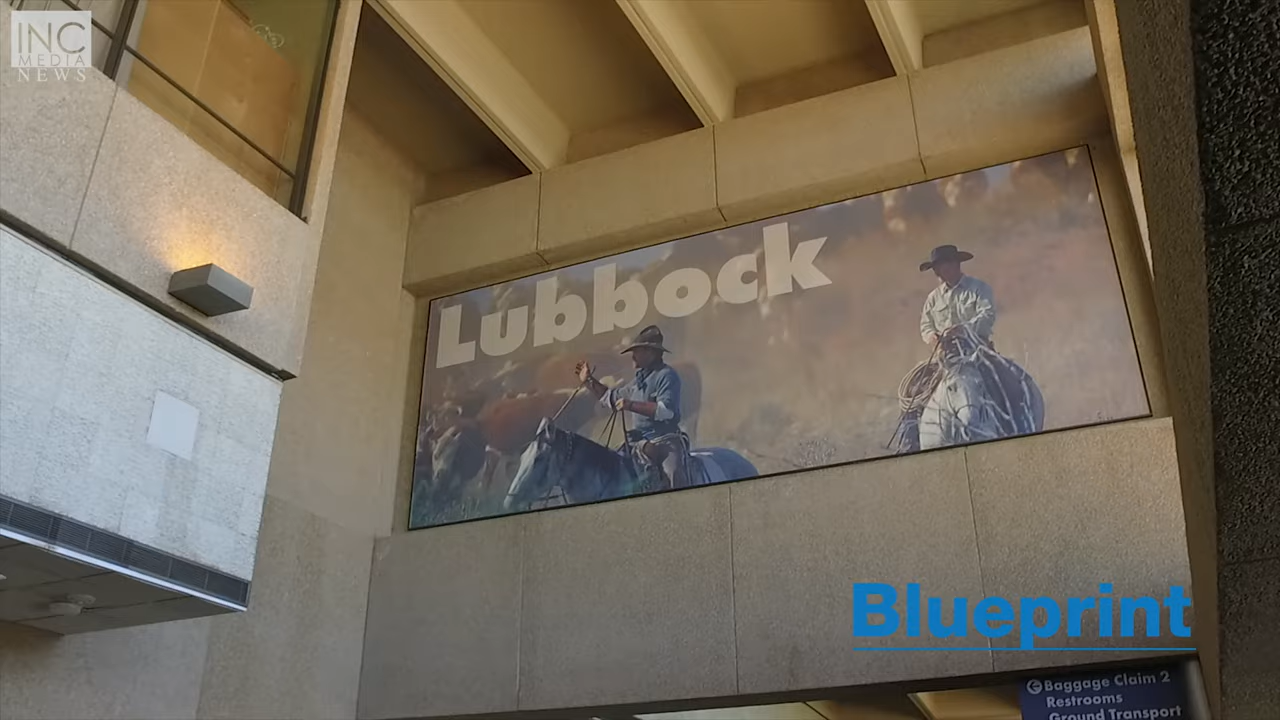 INC
MEDIA
NEWS
Lubbock
Blueprint
Baggage Claim 2
Restrooms
Ground Transport